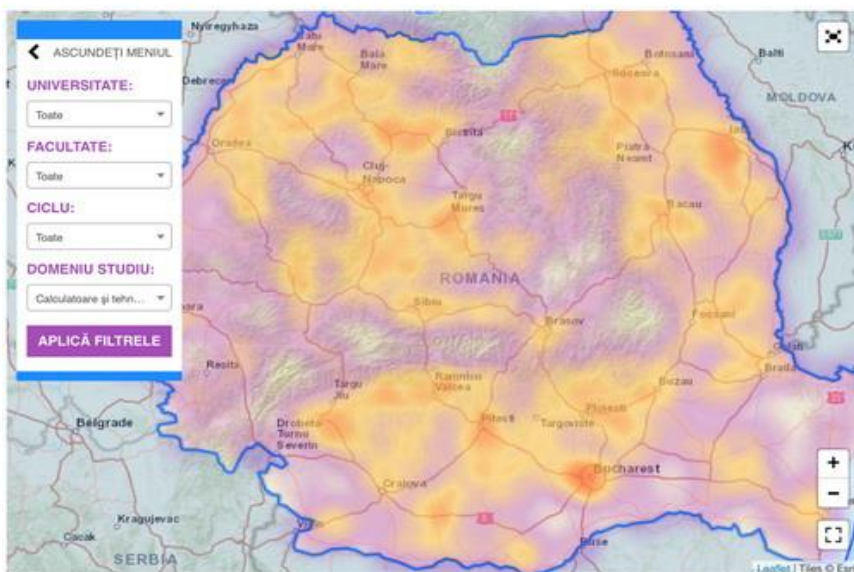 ASCUNDEȚI MENIUL
UNIVERSITATE:
Toate
FACULTATE:
Toate
CICLU:
Toate
DOMENIU STUDIU:
Calculatoare și tehn...
APLICĂ FILTRELE
Nyiregyhaza
Satu Mare
Baia Mare
Botosani
Suceava
Balti
MOLDOVA
Debrecen
Oradea
Bistrita
Iasi
Cluj-
Napoca
Piatra
Neamt
Targu
Mures
Bacau
ROMANIA
Sibiu
Brasov
Focsani
Galati
Braila
Resita
Targu
Jiu
Ramnicu
Valcea
Buzau
Ploiesti
Targoviste
Pitesti
Drobeta-
Turnu
Severin
Belgrade
Bucharest
Craiova
Vidin
Kragujevac
Cacak
SERBIA
Ruse
+
−
Leaflet | Tiles © Esri